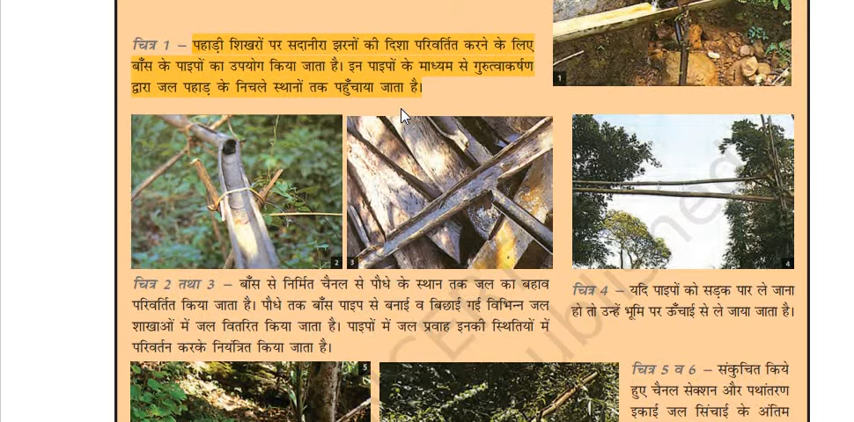 चित्र 1 – पहाड़ी शिखरों पर सदानीरा झरनों की दिशा परिवर्तित करने के लिए
बाँस के पाइपों का उपयोग किया जाता है। इन पाइपों के माध्यम से गुरुत्वाकर्षण
द्वारा जल पहाड़ के निचले स्थानों तक पहुँचाया जाता है।
1
2
3
4
चित्र 2 तथा 3 – बाँस से निर्मित चैनल से पौधे के स्थान तक जल का बहाव
परिवर्तित किया जाता है। पौधे तक बाँस पाइप से बनाई व बिछाई गई विभिन्न जल
शाखाओं में जल वितरित किया जाता है। पाइपों में जल प्रवाह इनकी स्थितियों में
परिवर्तन करके नियंत्रित किया जाता है।
चित्र 4 – यदि पाइपों को सड़क पार ले जाना
हो तो उन्हें भूमि पर ऊँचाई से ले जाया जाता है।
चित्र 5 व 6 – संकुचित किये
हुए चैनल सेक्शन और पथांतरण
इकाई जल सिंचाई के अंतिम